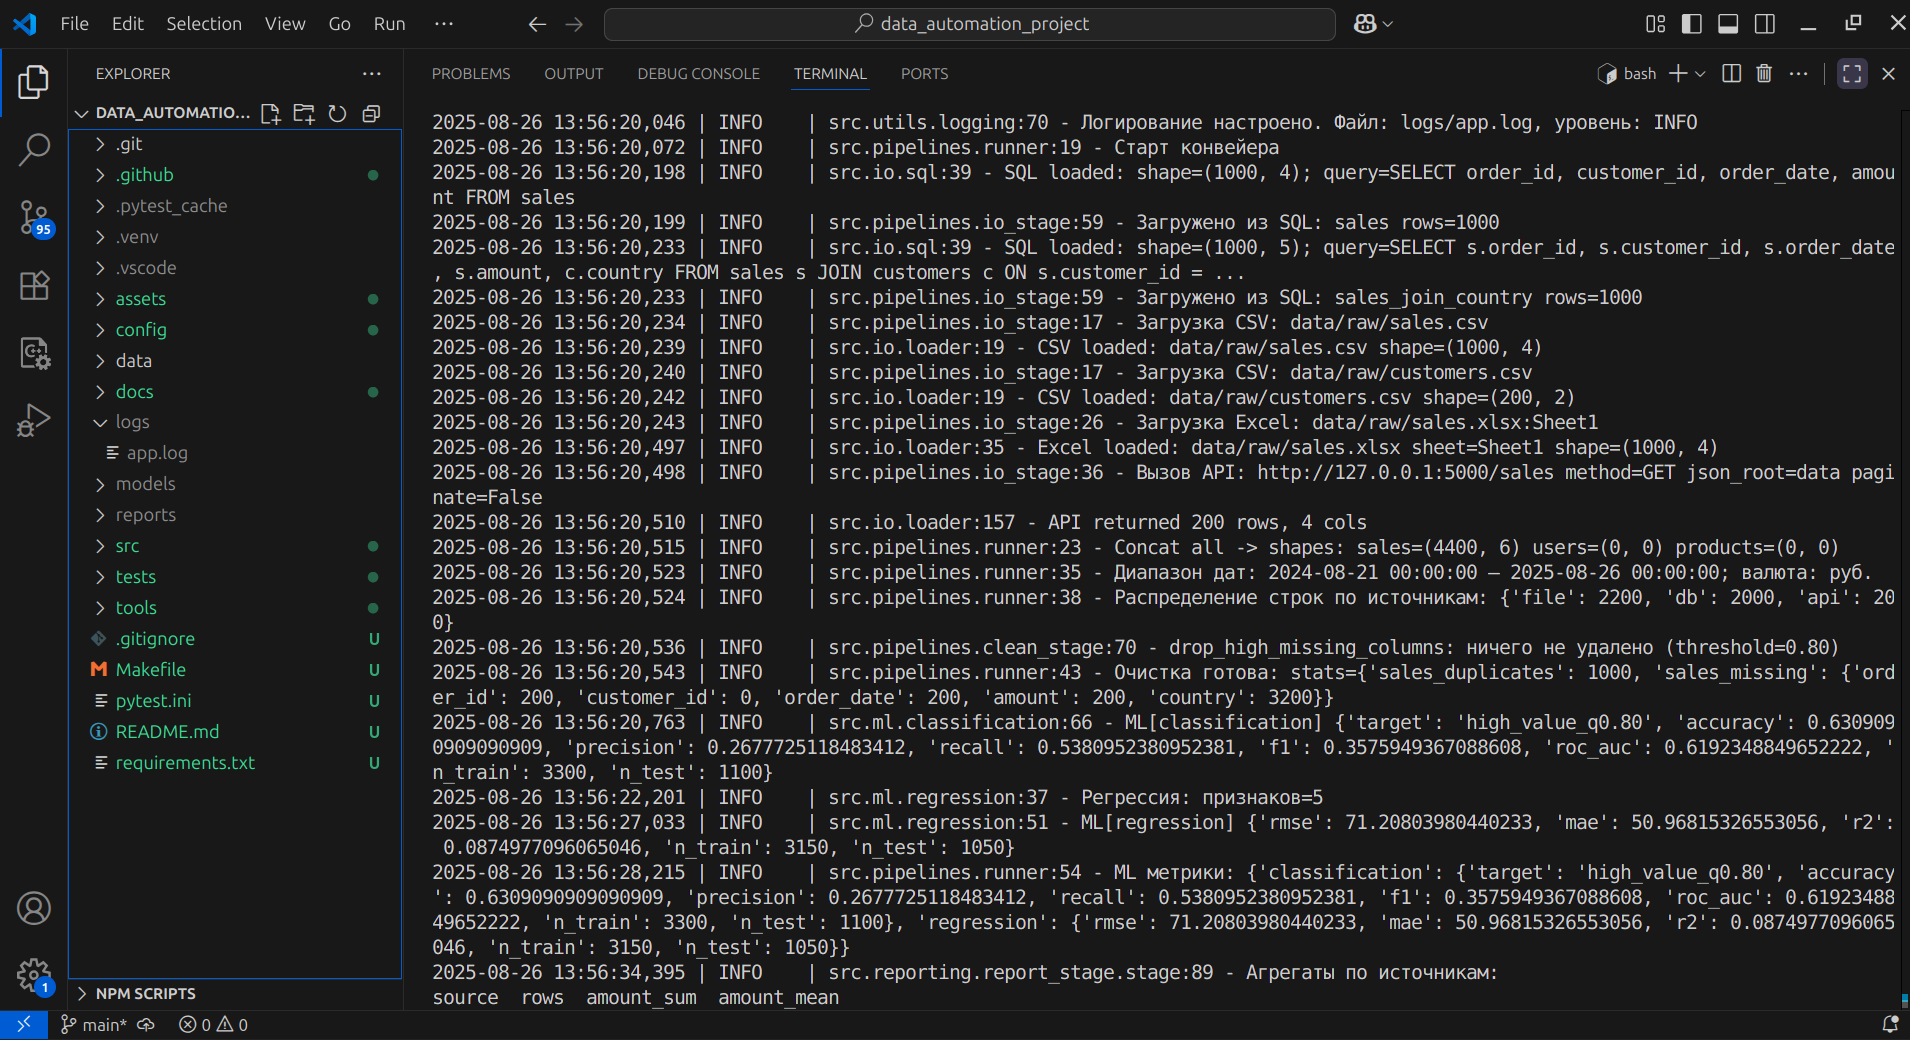 File Edit Selection View Go Run ···
data_automation_project
EXPLORER
DATA_AUTOMATIO...
.git
.github
.pytest_cache
.venv
.vscode
assets
config
data
docs
logs
app.log
models
reports
src
tests
tools
.gitignore U
Makefile U
pytest.ini U
README.md U
requirements.txt U
NPM SCRIPTS
95
1
PROBLEMS OUTPUT DEBUG CONSOLE TERMINAL PORTS
bash
2025-08-26 13:56:20,046 | INFO | src.utils.logging:70 - Логирование настроено. Файл: logs/app.log, уровень: INFO
2025-08-26 13:56:20,072 | INFO | src.pipelines.runner:19 - Старт конвейера
2025-08-26 13:56:20,198 | INFO | src.io.sql:39 - SQL loaded: shape=(1000, 4); query=SELECT order_id, customer_id, order_date, amou
nt FROM sales
2025-08-26 13:56:20,199 | INFO | src.pipelines.io_stage:59 - Загружено из SQL: sales rows=1000
2025-08-26 13:56:20,233 | INFO | src.io.sql:39 - SQL loaded: shape=(1000, 5); query=SELECT s.order_id, s.customer_id, s.order_date
, s.amount, c.country FROM sales s JOIN customers c ON s.customer_id = ...
2025-08-26 13:56:20,233 | INFO | src.pipelines.io_stage:59 - Загружено из SQL: sales_join_country rows=1000
2025-08-26 13:56:20,234 | INFO | src.pipelines.io_stage:17 - Загрузка CSV: data/raw/sales.csv
2025-08-26 13:56:20,239 | INFO | src.io.loader:19 - CSV loaded: data/raw/sales.csv shape=(1000, 4)
2025-08-26 13:56:20,240 | INFO | src.pipelines.io_stage:17 - Загрузка CSV: data/raw/customers.csv
2025-08-26 13:56:20,242 | INFO | src.io.loader:19 - CSV loaded: data/raw/customers.csv shape=(200, 2)
2025-08-26 13:56:20,243 | INFO | src.pipelines.io_stage:26 - Загрузка Excel: data/raw/sales.xlsx:Sheet1
2025-08-26 13:56:20,497 | INFO | src.io.loader:35 - Excel loaded: data/raw/sales.xlsx sheet=Sheet1 shape=(1000, 4)
2025-08-26 13:56:20,498 | INFO | src.pipelines.io_stage:36 - Вызов API: http://127.0.0.1:5000/sales method=GET json_root=data pagi
nate=False
2025-08-26 13:56:20,510 | INFO | src.io.loader:157 - API returned 200 rows, 4 cols
2025-08-26 13:56:20,515 | INFO | src.pipelines.runner:23 - Concat all -> shapes: sales=(4400, 6) users=(0, 0) products=(0, 0)
2025-08-26 13:56:20,523 | INFO | src.pipelines.runner:35 - Диапазон дат: 2024-08-21 00:00:00 — 2025-08-26 00:00:00; валюта: руб.
2025-08-26 13:56:20,524 | INFO | src.pipelines.runner:38 - Распределение строк по источникам: {'file': 2200, 'db': 2000, 'api': 20
0}
2025-08-26 13:56:20,536 | INFO | src.pipelines.clean_stage:70 - drop_high_missing_columns: ничего не удалено (threshold=0.80)
2025-08-26 13:56:20,543 | INFO | src.pipelines.runner:43 - Очистка готова: stats={'sales_duplicates': 1000, 'sales_missing': {'ord
er_id': 200, 'customer_id': 0, 'order_date': 200, 'amount': 200, 'country': 3200}}
2025-08-26 13:56:20,763 | INFO | src.ml.classification:66 - ML[classification] {'target': 'high_value_q0.80', 'accuracy': 0.630909
0909090909, 'precision': 0.2677725118483412, 'recall': 0.5380952380952381, 'f1': 0.3575949367088608, 'roc_auc': 0.6192348849652222, '
n_train': 3300, 'n_test': 1100}
2025-08-26 13:56:22,201 | INFO | src.ml.regression:37 - Регрессия: признаков=5
2025-08-26 13:56:27,033 | INFO | src.ml.regression:51 - ML[regression] {'rmse': 71.20803980440233, 'mae': 50.96815326553056, 'r2':
0.0874977096065046, 'n_train': 3150, 'n_test': 1050}
2025-08-26 13:56:28,215 | INFO | src.pipelines.runner:54 - ML метрики: {'classification': {'target': 'high_value_q0.80', 'accuracy
': 0.6309090909090909, 'precision': 0.2677725118483412, 'recall': 0.5380952380952381, 'f1': 0.3575949367088608, 'roc_auc': 0.61923488
49652222, 'n_train': 3300, 'n_test': 1100}, 'regression': {'rmse': 71.20803980440233, 'mae': 50.96815326553056, 'r2': 0.0874977096065
046, 'n_train': 3150, 'n_test': 1050}}
2025-08-26 13:56:34,395 | INFO | src.reporting.report_stage.stage:89 - Агрегаты по источникам:
source rows amount_sum amount_mean
main* 0 0